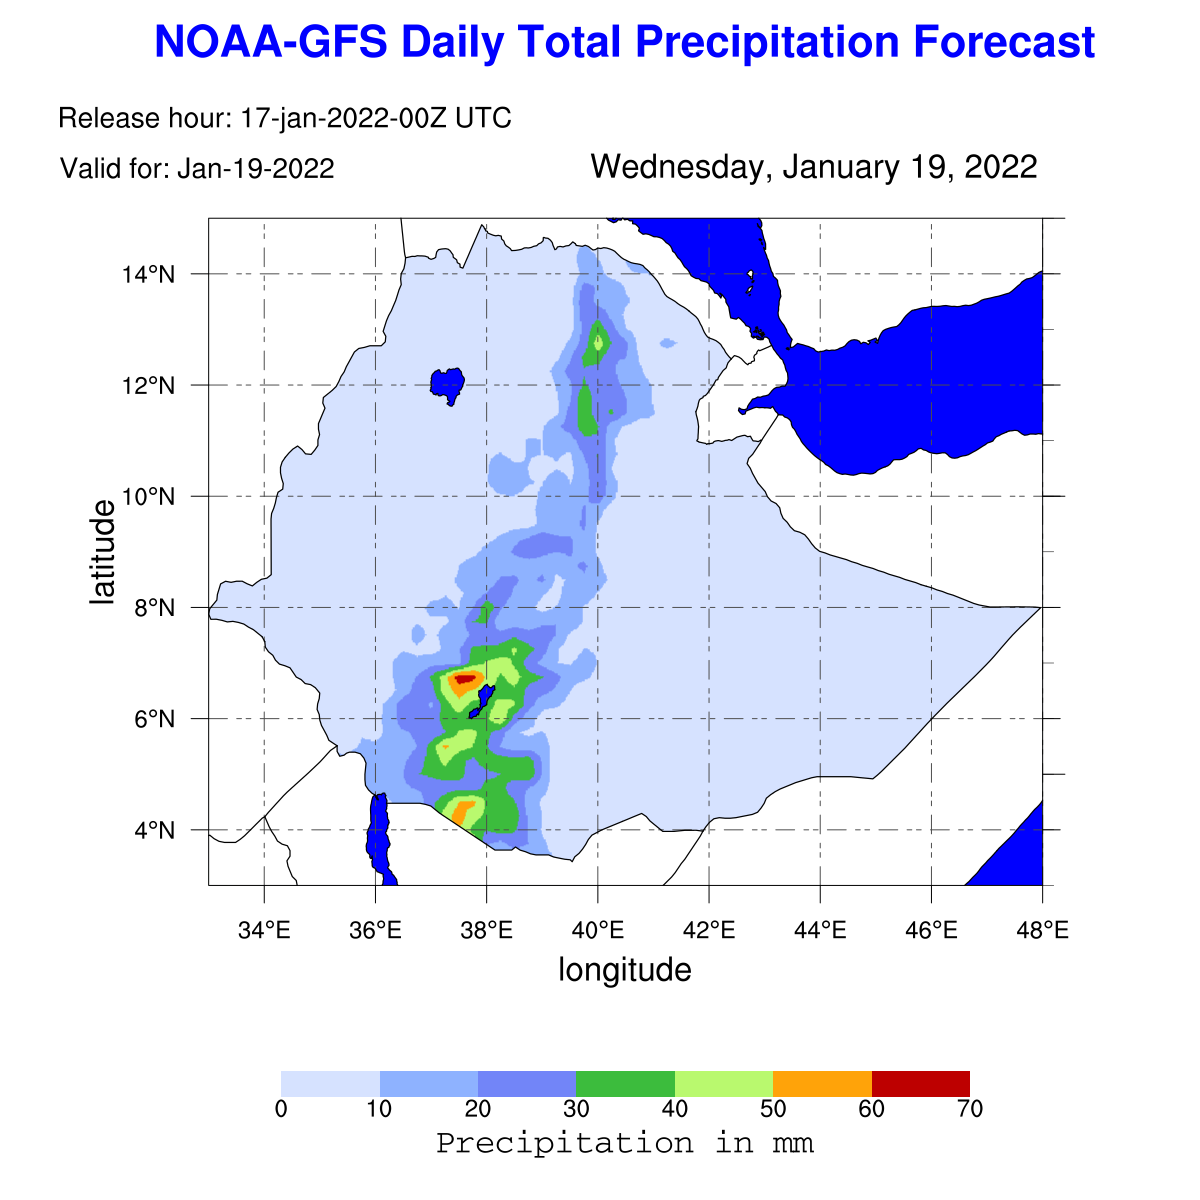 NOAA-GFS Daily Total Precipitation Forecast
Release hour: 17-jan-2022-00Z UTC
Valid for: Jan-19-2022
Wednesday, January 19, 2022
14°N
12°N
10°N
8°N
6°N
4°N
latitude
34°E 36°E 38°E 40°E 42°E 44°E 46°E 48°E
longitude
0 10 20 30 40 50 60 70
Precipitation in mm